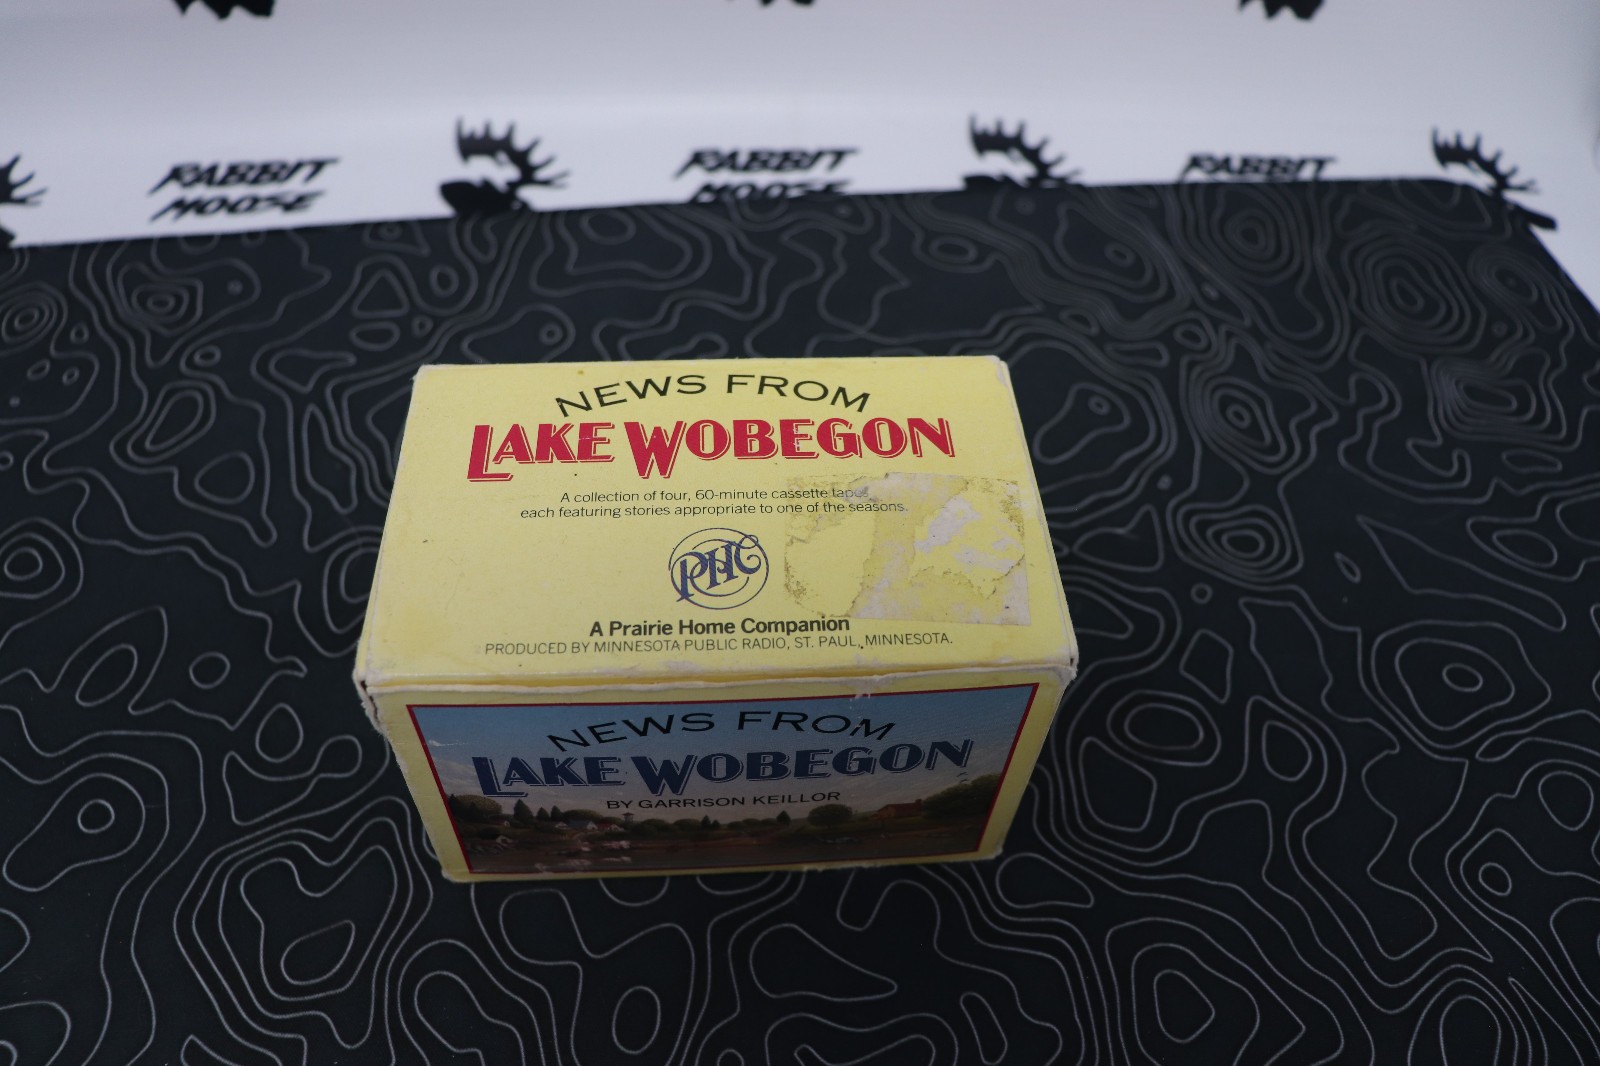 RABBIT
MOOSE
RABBIT
MOOSE
RABBIT
NEWS FROM
LAKE WOBEGON
A collection of four, 60-minute cassette tapes
each featuring stories appropriate to one of the seasons.
PHC
A Prairie Home Companion
PRODUCED BY MINNESOTA PUBLIC RADIO, ST. PAUL, MINNESOTA.
NEWS FROM
LAKE WOBEGON
BY GARRISON KEILLOR